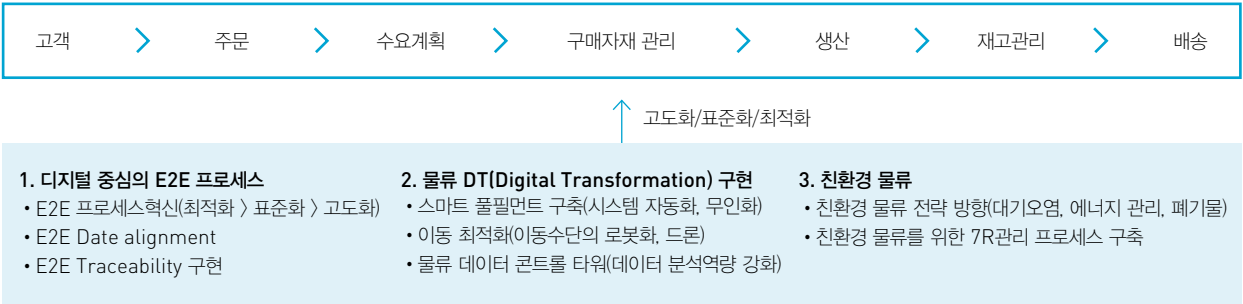 고객 > 주문 > 수요계획 > 구매자재 관리 > 생산 > 재고관리 > 배송
고도화/표준화/최적화
1. 디지털 중심의 E2E 프로세스
• E2E 프로세스혁신(최적화 > 표준화 > 고도화)
• E2E Date alignment
• E2E Traceability 구현
2. 물류 DT(Digital Transformation) 구현
• 스마트 풀필먼트 구축(시스템 자동화, 무인화)
• 이동 최적화(이동수단의 로봇화, 드론)
• 물류 데이터 콘트롤 타워(데이터 분석역량 강화)
3. 친환경 물류
• 친환경 물류 전략 방향(대기오염, 에너지 관리, 폐기물)
• 친환경 물류를 위한 7R관리 프로세스 구축